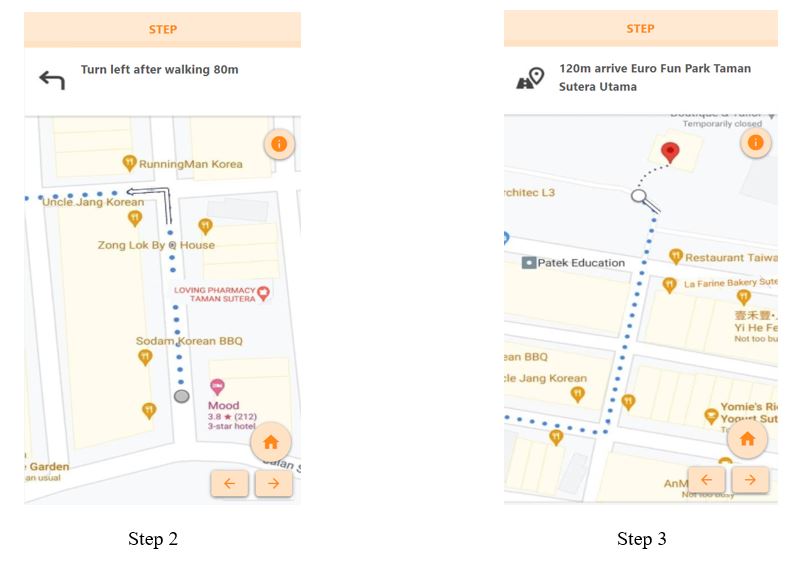 STEP
Turn left after walking 80m
RunningMan Korea
Uncle Jang Korean
Zong Lok By Q House
LOVING PHARMACY
TAMAN SUTERA
Sodam Korean BBQ
Mood
3.8 ★ (212)
3-star hotel
Garden
an usual
Jalan S
Step 2
STEP
120m arrive Euro Fun Park Taman
Sutera Utama
Boutique & Tailor
Temporarily closed
rchitec L3
Patek Education
Restaurant Taiwa
La Farine Bakery Sute
壹禾豐·
Yi He Fe
Not too bu
ean BBQ
cle Jang Korean
Yomie's Ric
Yogurt Sut
AnM
Not too busy
Step 3